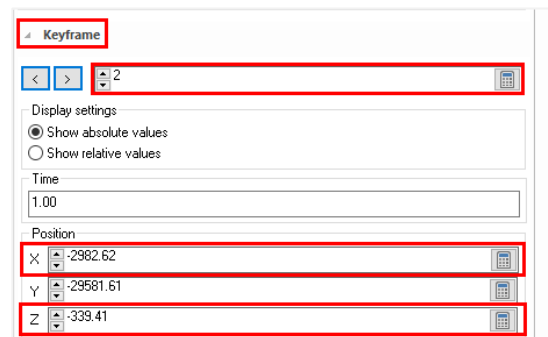 Keyframe
< > 2
Display settings
Show absolute values
Show relative values
Time
1.00
Position
X -2982.62
Y -29581.61
Z -339.41